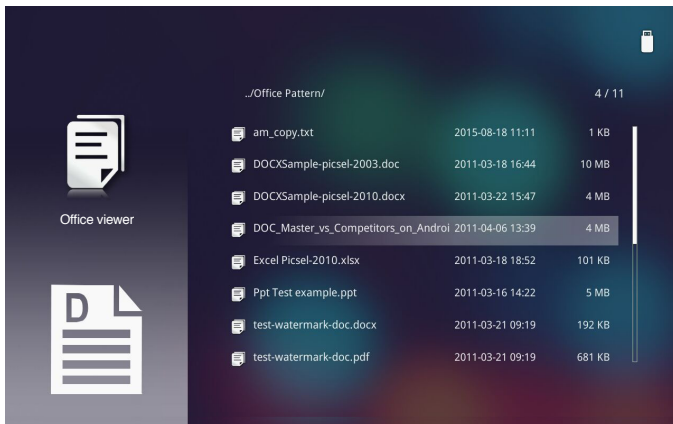 ../Office Pattern/ 4 / 11
am_copy.txt 2015-08-18 11:11 1 KB
DOCXSample-picsel-2003.doc 2011-03-18 16:44 10 MB
DOCXSample-picsel-2010.docx 2011-03-22 15:47 4 MB
Office viewer
DOC_Master_vs_Competitors_on_Androi 2011-04-06 13:39 4 MB
Excel Picsel-2010.xlsx 2011-03-18 18:52 101 KB
Ppt Test example.ppt 2011-03-16 14:22 5 MB
D
test-watermark-doc.docx 2011-03-21 09:19 192 KB
test-watermark-doc.pdf 2011-03-21 09:19 681 KB